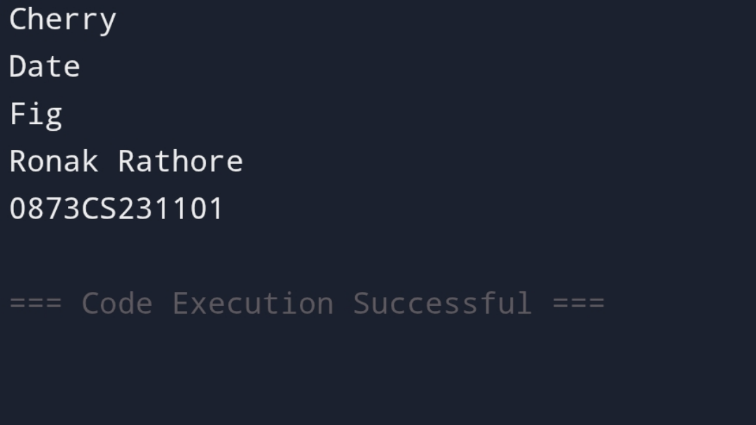 Cherry
Date
Fig
Ronak Rathore
0873CS231101
=== Code Execution Successful ===